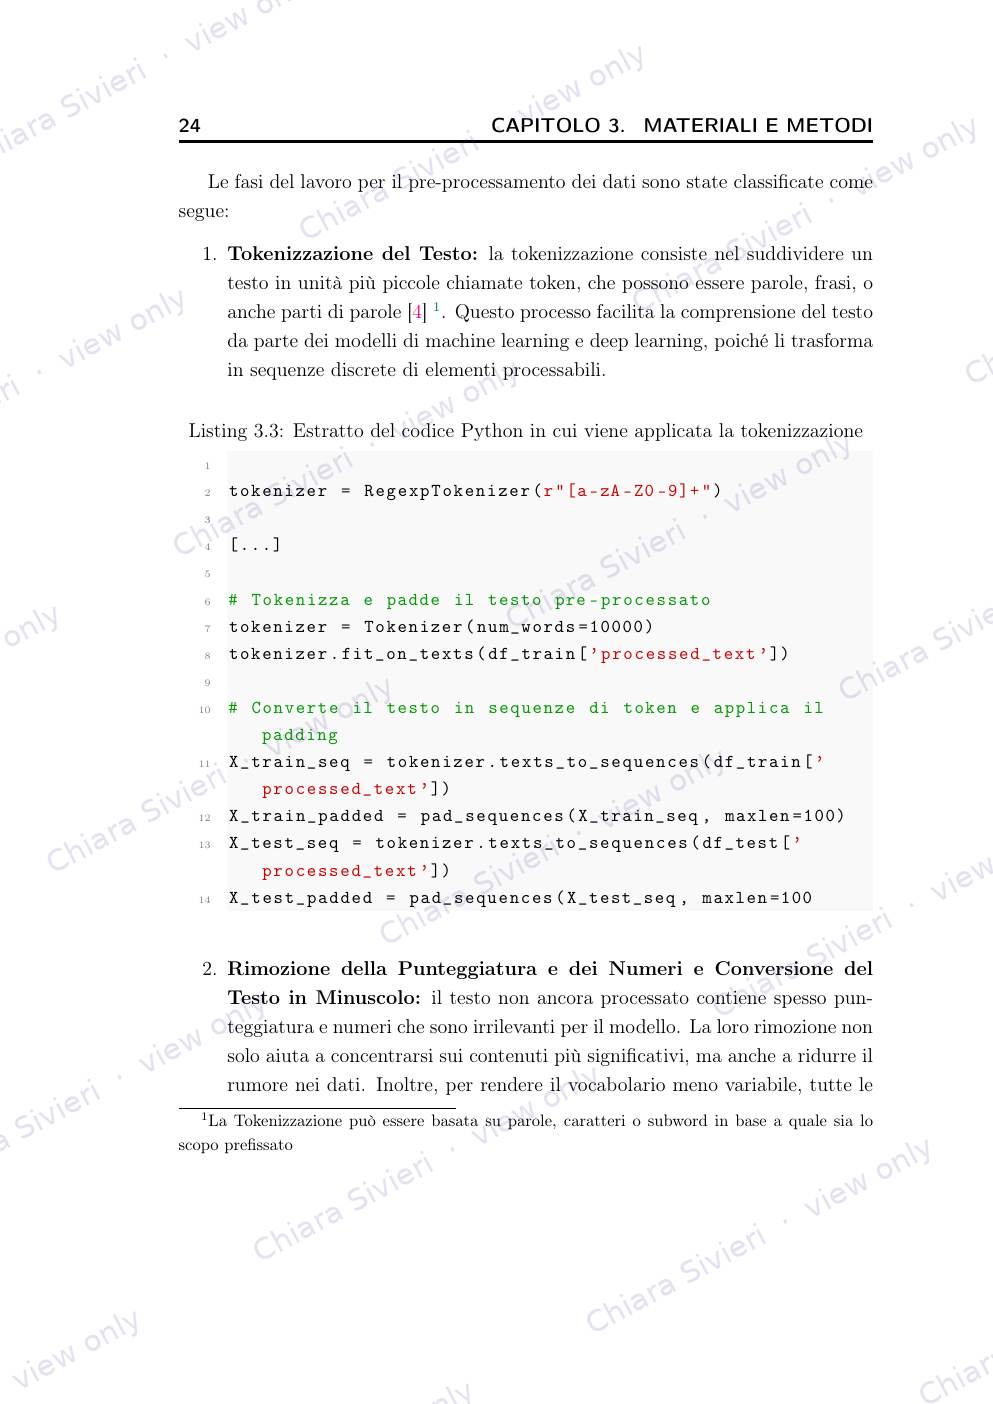 24 CAPITOLO 3. MATERIALI E METODI
Le fasi del lavoro per il pre-processamento dei dati sono state classificate come
segue:
1. Tokenizzazione del Testo: la tokenizzazione consiste nel suddividere un
testo in unità più piccole chiamate token, che possono essere parole, frasi, o
anche parti di parole [4] 1. Questo processo facilita la comprensione del testo
da parte dei modelli di machine learning e deep learning, poiché li trasforma
in sequenze discrete di elementi processabili.
Listing 3.3: Estratto del codice Python in cui viene applicata la tokenizzazione
1
2 tokenizer = RegexpTokenizer(r"[a-zA-Z0-9]+")
3
4 [...]
5
6 # Tokenizza e padde il testo pre-processato
7 tokenizer = Tokenizer(num_words=10000)
8 tokenizer.fit_on_texts(df_train['processed_text'])
9
10 # Converte il testo in sequenze di token e applica il
padding
11 X_train_seq = tokenizer.texts_to_sequences(df_train['
processed_text'])
12 X_train_padded = pad_sequences(X_train_seq, maxlen=100)
13 X_test_seq = tokenizer.texts_to_sequences(df_test['
processed_text'])
14 X_test_padded = pad_sequences(X_test_seq, maxlen=100
2. Rimozione della Punteggiatura e dei Numeri e Conversione del
Testo in Minuscolo: il testo non ancora processato contiene spesso pun-
teggiatura e numeri che sono irrilevanti per il modello. La loro rimozione non
solo aiuta a concentrarsi sui contenuti più significativi, ma anche a ridurre il
rumore nei dati. Inoltre, per rendere il vocabolario meno variabile, tutte le
1La Tokenizzazione può essere basata su parole, caratteri o subword in base a quale sia lo
scopo prefissato
Chiara Sivieri · view only